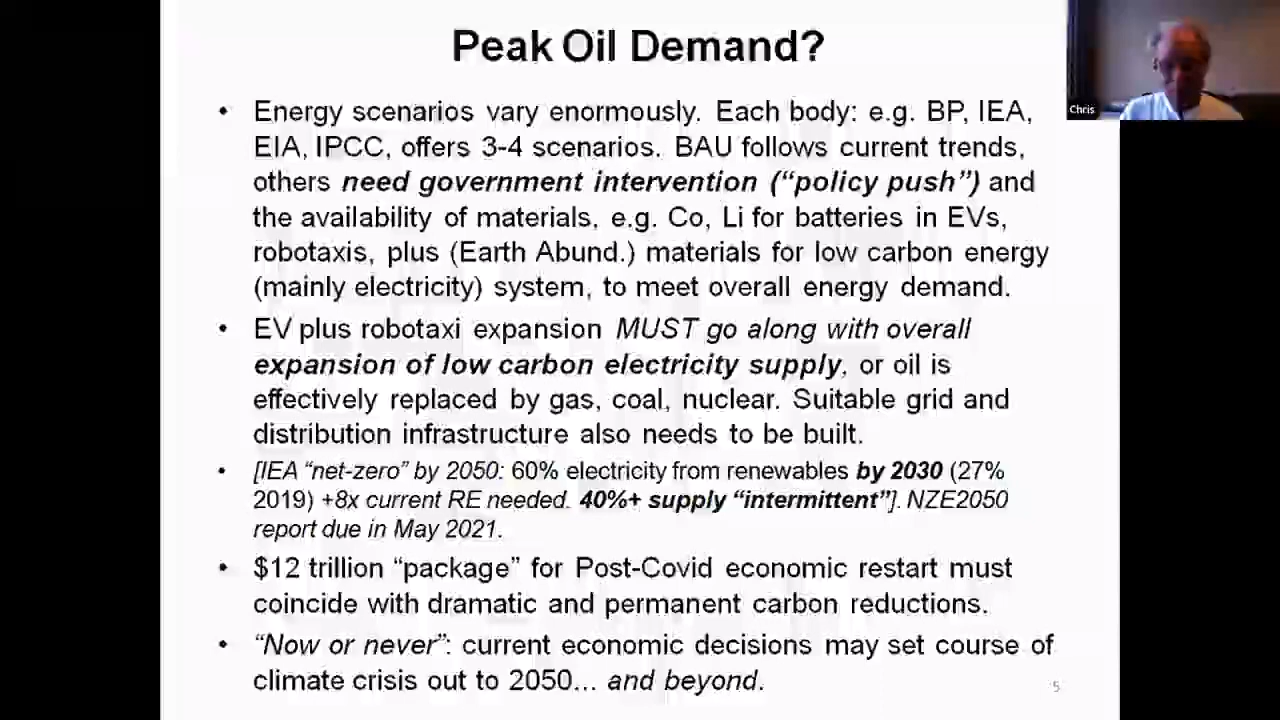 Peak Oil Demand?
Chris
• Energy scenarios vary enormously. Each body: e.g. BP, IEA,
EIA, IPCC, offers 3-4 scenarios. BAU follows current trends,
others need government intervention (“policy push”) and
the availability of materials, e.g. Co, Li for batteries in EVs,
robotaxis, plus (Earth Abund.) materials for low carbon energy
(mainly electricity) system, to meet overall energy demand.
• EV plus robotaxi expansion MUST go along with overall
expansion of low carbon electricity supply, or oil is
effectively replaced by gas, coal, nuclear. Suitable grid and
distribution infrastructure also needs to be built.
• [IEA “net-zero” by 2050: 60% electricity from renewables by 2030 (27%
2019) +8x current RE needed. 40%+ supply “intermittent”]. NZE2050
report due in May 2021.
• $12 trillion “package” for Post-Covid economic restart must
coincide with dramatic and permanent carbon reductions.
• “Now or never”: current economic decisions may set course of
climate crisis out to 2050... and beyond.
5